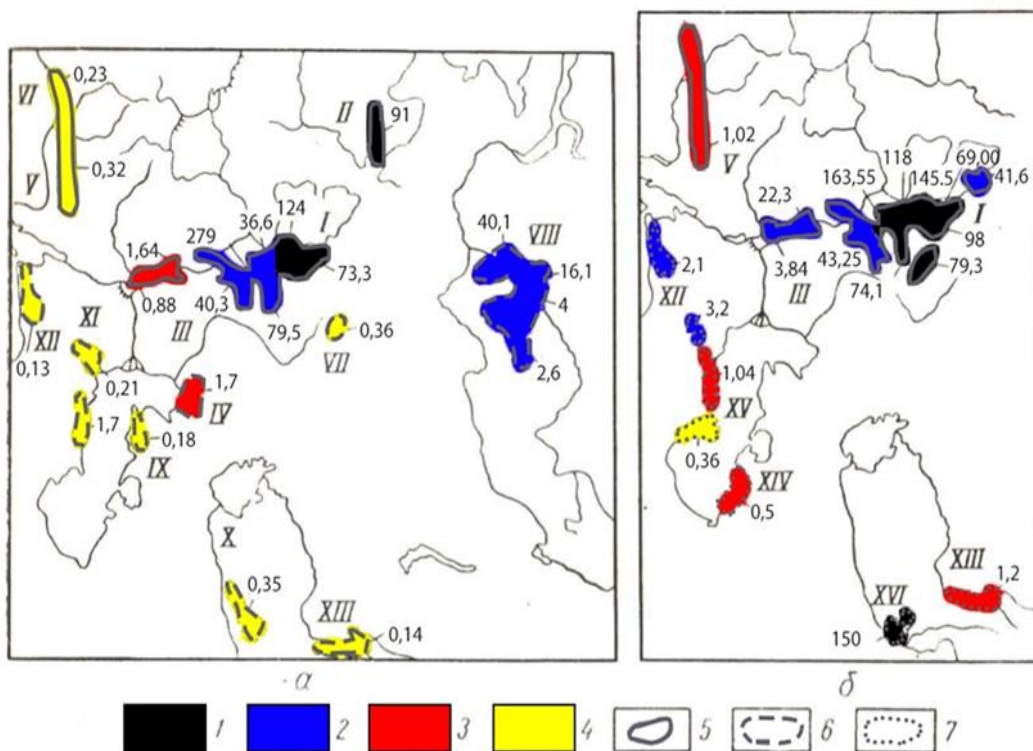 0,23
VI
II
91
0,32
V
36,6
124
I
279
40,1
VIII
1,64
73,3
16,1
0,88
40,3
III
4
XI
79,5
0,36
XII
VII
0,13
0,21
1,7
2,6
IV
1,7
0,18
IX
X
0,35
XIII
0,14
а
1,02
V
118
69,00
163,55
145.5
41,6
22,3
I
98
2,1
3,84
43,25
79,3
III
XII
74,1
3,2
1,04
XV
0,36
XIV
0,5
XIII
1,2
XVI
150
б
1 2 3 4 5 6 7